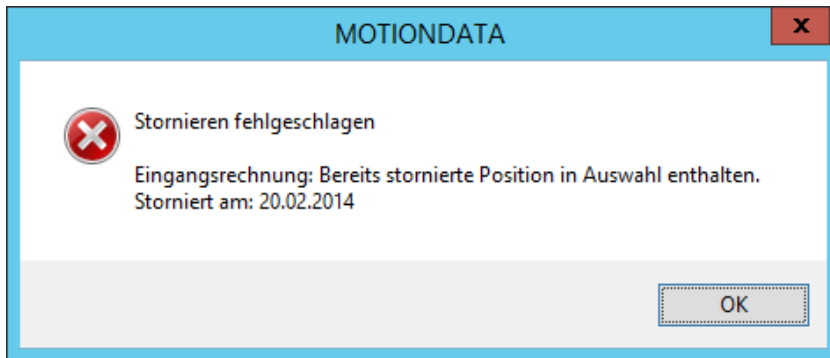 MOTIONDATA
x
Stornieren fehlgeschlagen
Eingangsrechnung: Bereits stornierte Position in Auswahl enthalten.
Storniert am: 20.02.2014
OK